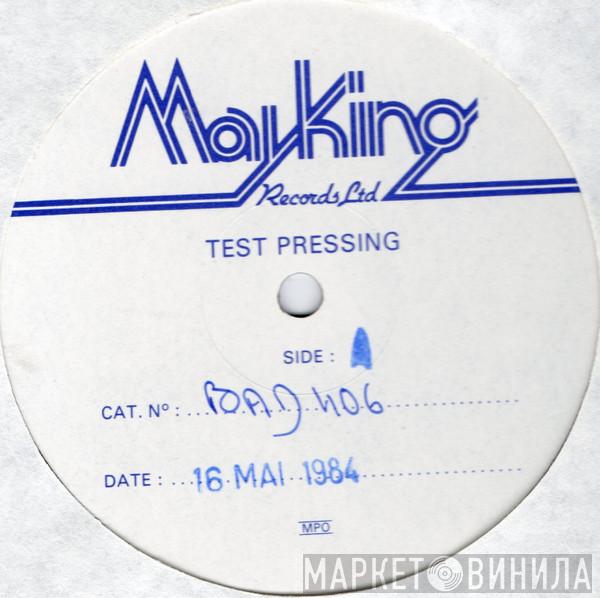 MayKing
Records Ltd
TEST PRESSING
SIDE : A
CAT. Nº : ...BAD 406...............
DATE : ...16 MAI 1984...............
MPO
МАРКЕТ ВИНИЛА